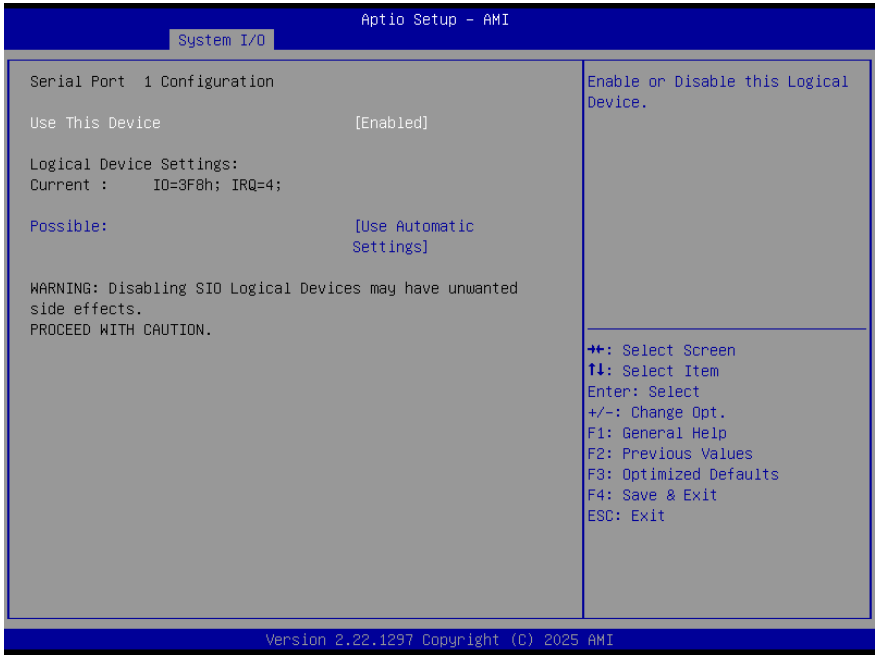 Aptio Setup - AMI
System I/O
Serial Port 1 Configuration
Use This Device [Enabled]
Logical Device Settings:
Current : IO=3F8h; IRQ=4;
Possible: [Use Automatic
Settings]
WARNING: Disabling SIO Logical Devices may have unwanted
side effects.
PROCEED WITH CAUTION.
Enable or Disable this Logical
Device.
→←: Select Screen
↑↓: Select Item
Enter: Select
+/-: Change Opt.
F1: General Help
F2: Previous Values
F3: Optimized Defaults
F4: Save & Exit
ESC: Exit
Version 2.22.1297 Copyright (C) 2025 AMI